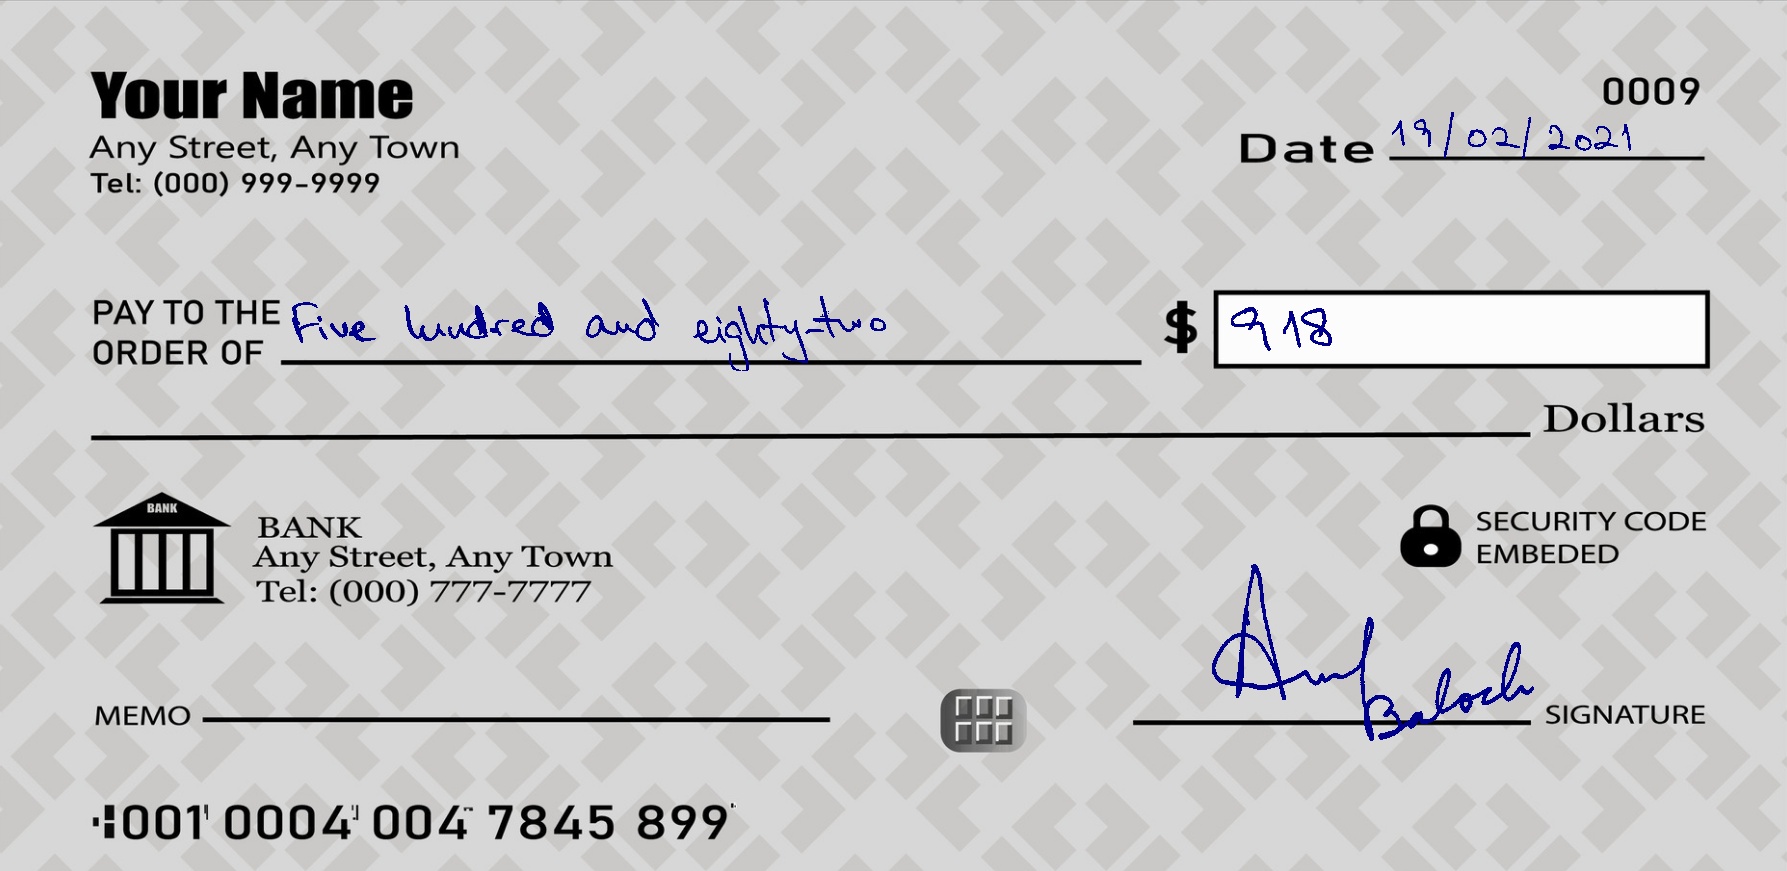 Your Name
Any Street, Any Town
Tel: (000) 999-9999
0009
Date 19/02/2021
PAY TO THE
ORDER OF Five hundred and eighty-two $ 918
Dollars
BANK
BANK
Any Street, Any Town
Tel: (000) 777-7777
SECURITY CODE
EMBEDED
MEMO
Baloch SIGNATURE
001 0004 004 7845 899